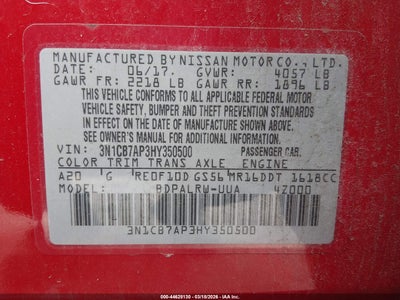 MANUFACTURED BY NISSAN MOTOR CO., LTD.
DATE: 06/17. GVWR: 4057 LB
GAWR FR: 2218 LB GAWR RR: 1896 LB
THIS VEHICLE CONFORMS TO ALL APPLICABLE FEDERAL MOTOR
VEHICLE SAFETY, BUMPER, AND THEFT PREVENTION STANDARDS
IN EFFECT ON THE DATE OF MANUFACTURE SHOWN ABOVE.
SEE OWNER'S MANUAL FOR ADDITIONAL INFORMATION.
VIN: 3N1CB7AP3HY350500 PASSENGER CAR.
COLOR TRIM TRANS AXLE ENGINE
A20 G RE0F10D GS56 MR16DDT 1618CC
MODEL: BDPALRW-UUA 42000
3N1CB7AP3HY350500
000-44629130 - 03/18/2026 - IAA, Inc.